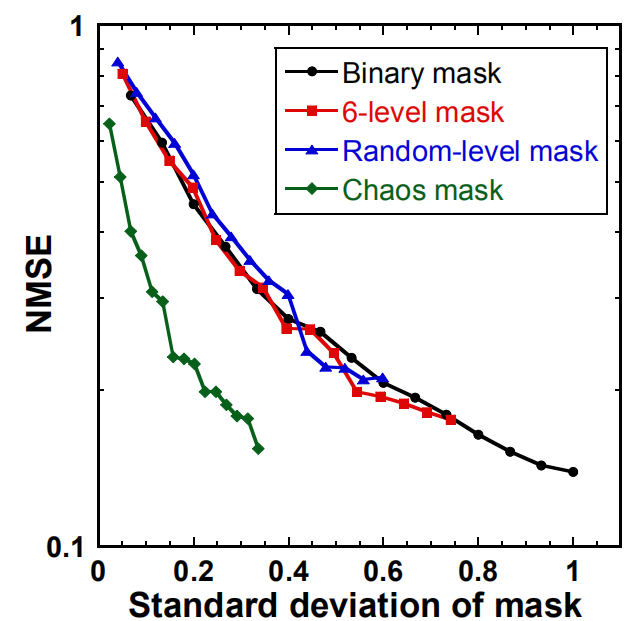 1
Binary mask
6-level mask
Random-level mask
Chaos mask
NMSE
0.1
0 0.2 0.4 0.6 0.8 1
Standard deviation of mask